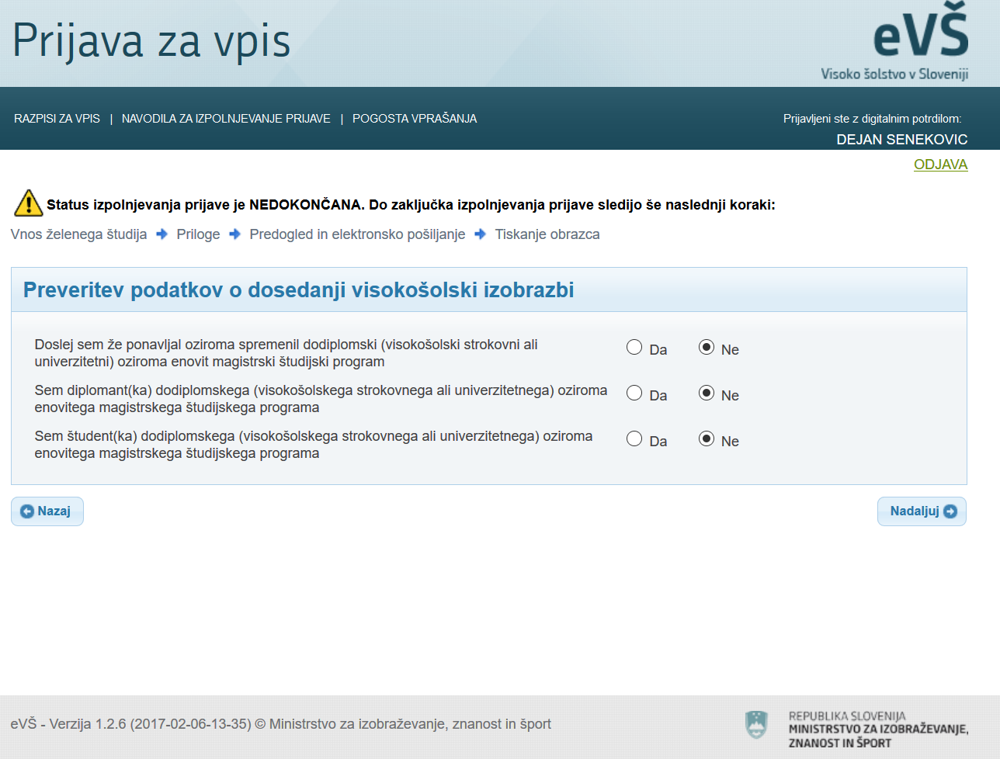 Prijava za vpis
eVŠ
Visoko šolstvo v Sloveniji
RAZPISI ZA VPIS | NAVODILA ZA IZPOLNJEVANJE PRIJAVE | POGOSTA VPRAŠANJA
Prijavljeni ste z digitalnim potrdilom:
DEJAN SENEKOVIC
ODJAVA
Status izpolnjevanja prijave je NEDOKONČANA. Do zaključka izpolnjevanja prijave sledijo še naslednji koraki:
Vnos želenega študija Priloge Predogled in elektronsko pošiljanje Tiskanje obrazca
Preveritev podatkov o dosedanji visokošolski izobrazbi
Doslej sem že ponavljal oziroma spremenil dodiplomski (visokošolski strokovni ali
univerzitetni) oziroma enovit magistrski študijski program
Da Ne
Sem diplomant(ka) dodiplomskega (visokošolskega strokovnega ali univerzitetnega) oziroma
enovitega magistrskega študijskega programa
Da Ne
Sem študent(ka) dodiplomskega (visokošolskega strokovnega ali univerzitetnega) oziroma
enovitega magistrskega študijskega programa
Da Ne
Nazaj
Nadaljuj
eVŠ - Verzija 1.2.6 (2017-02-06-13-35) © Ministrstvo za izobraževanje, znanost in šport
REPUBLIKA SLOVENIJA
MINISTRSTVO ZA IZOBRAŽEVANJE,
ZNANOST IN ŠPORT